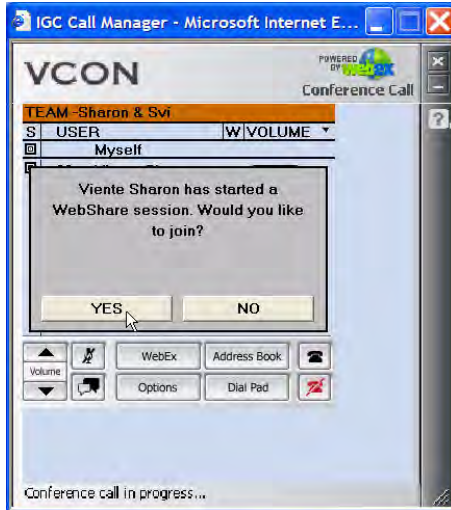 IGC Call Manager - Microsoft Internet E...
VCON
POWERED
BY webex
Conference Call
TEAM-Sharon & Svi
S USER W VOLUME
Myself
Viente Sharon has started a
WebShare session. Would you like
to join?
YES NO
Volume
WebEx Address Book
Options Dial Pad
Conference call in progress...